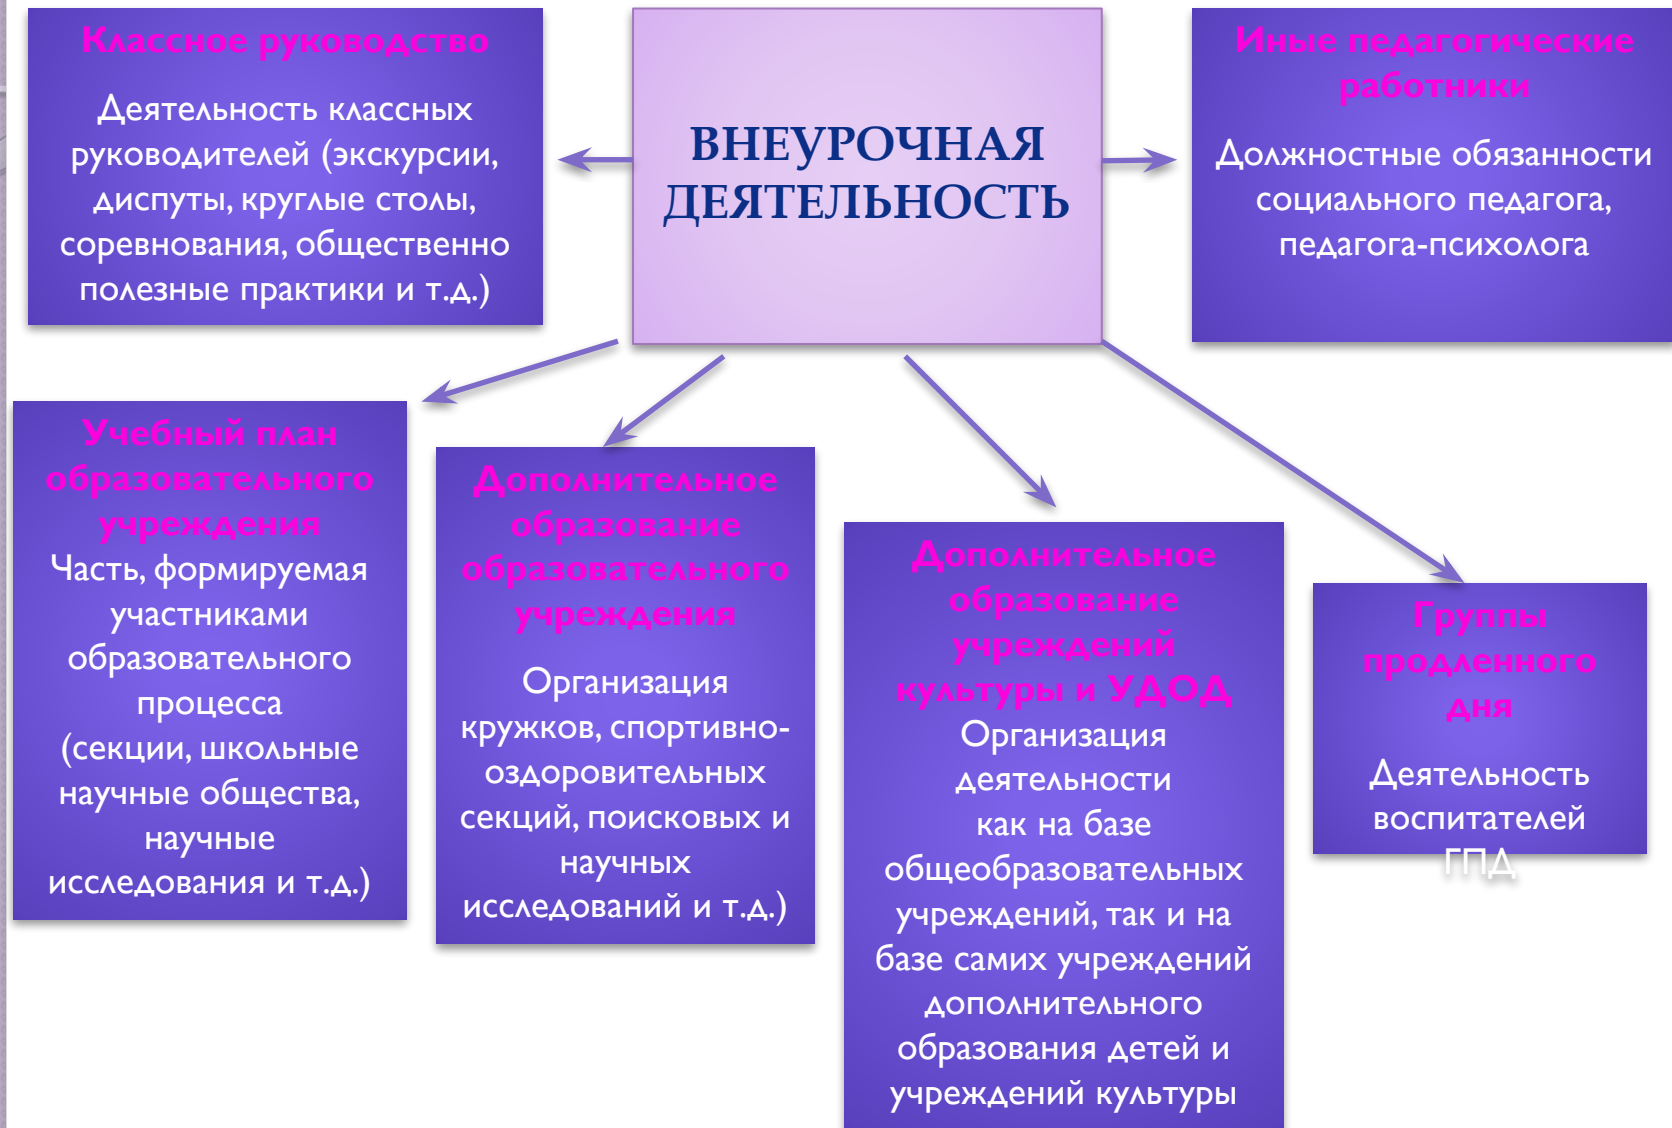 Классное руководство
Деятельность классных
руководителей (экскурсии,
диспуты, круглые столы,
соревнования, общественно
полезные практики и т.д.)
ВНЕУРОЧНАЯ
ДЕЯТЕЛЬНОСТЬ
Иные педагогические
работники
Должностные обязанности
социального педагога,
педагога-психолога
Учебный план
образовательного
учреждения
Часть, формируемая
участниками
образовательного
процесса
(секции, школьные
научные общества,
научные
исследования и т.д.)
Дополнительное
образование
образовательного
учреждения
Организация
кружков, спортивно-
оздоровительных
секций, поисковых и
научных
исследований и т.д.)
Дополнительное
образование
учреждений
культуры и УДОД
Организация
деятельности
как на базе
общеобразовательных
учреждений, так и на
базе самих учреждений
дополнительного
образования детей и
учреждений культуры
Группы
продленного
дня
Деятельность
воспитателей
ГПД